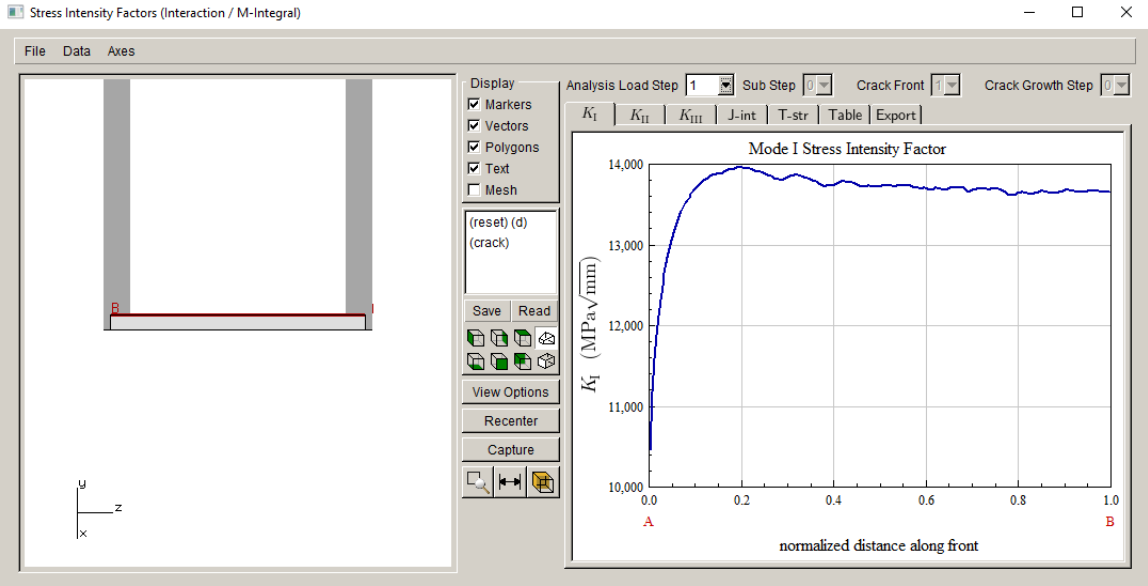 Stress Intensity Factors (Interaction / M-Integral)
File Data Axes
B
y
z
x
Display
Markers
Vectors
Polygons
Text
Mesh
(reset) (d)
(crack)
Save Read
View Options
Recenter
Capture
Analysis Load Step 1 Sub Step 0 Crack Front 1 Crack Growth Step 0
KI KII KIII J-int T-str Table Export
Mode I Stress Intensity Factor
14,000
13,000
12,000
11,000
10,000
KI (MPa√mm)
0.0 0.2 0.4 0.6 0.8 1.0
A B
normalized distance along front